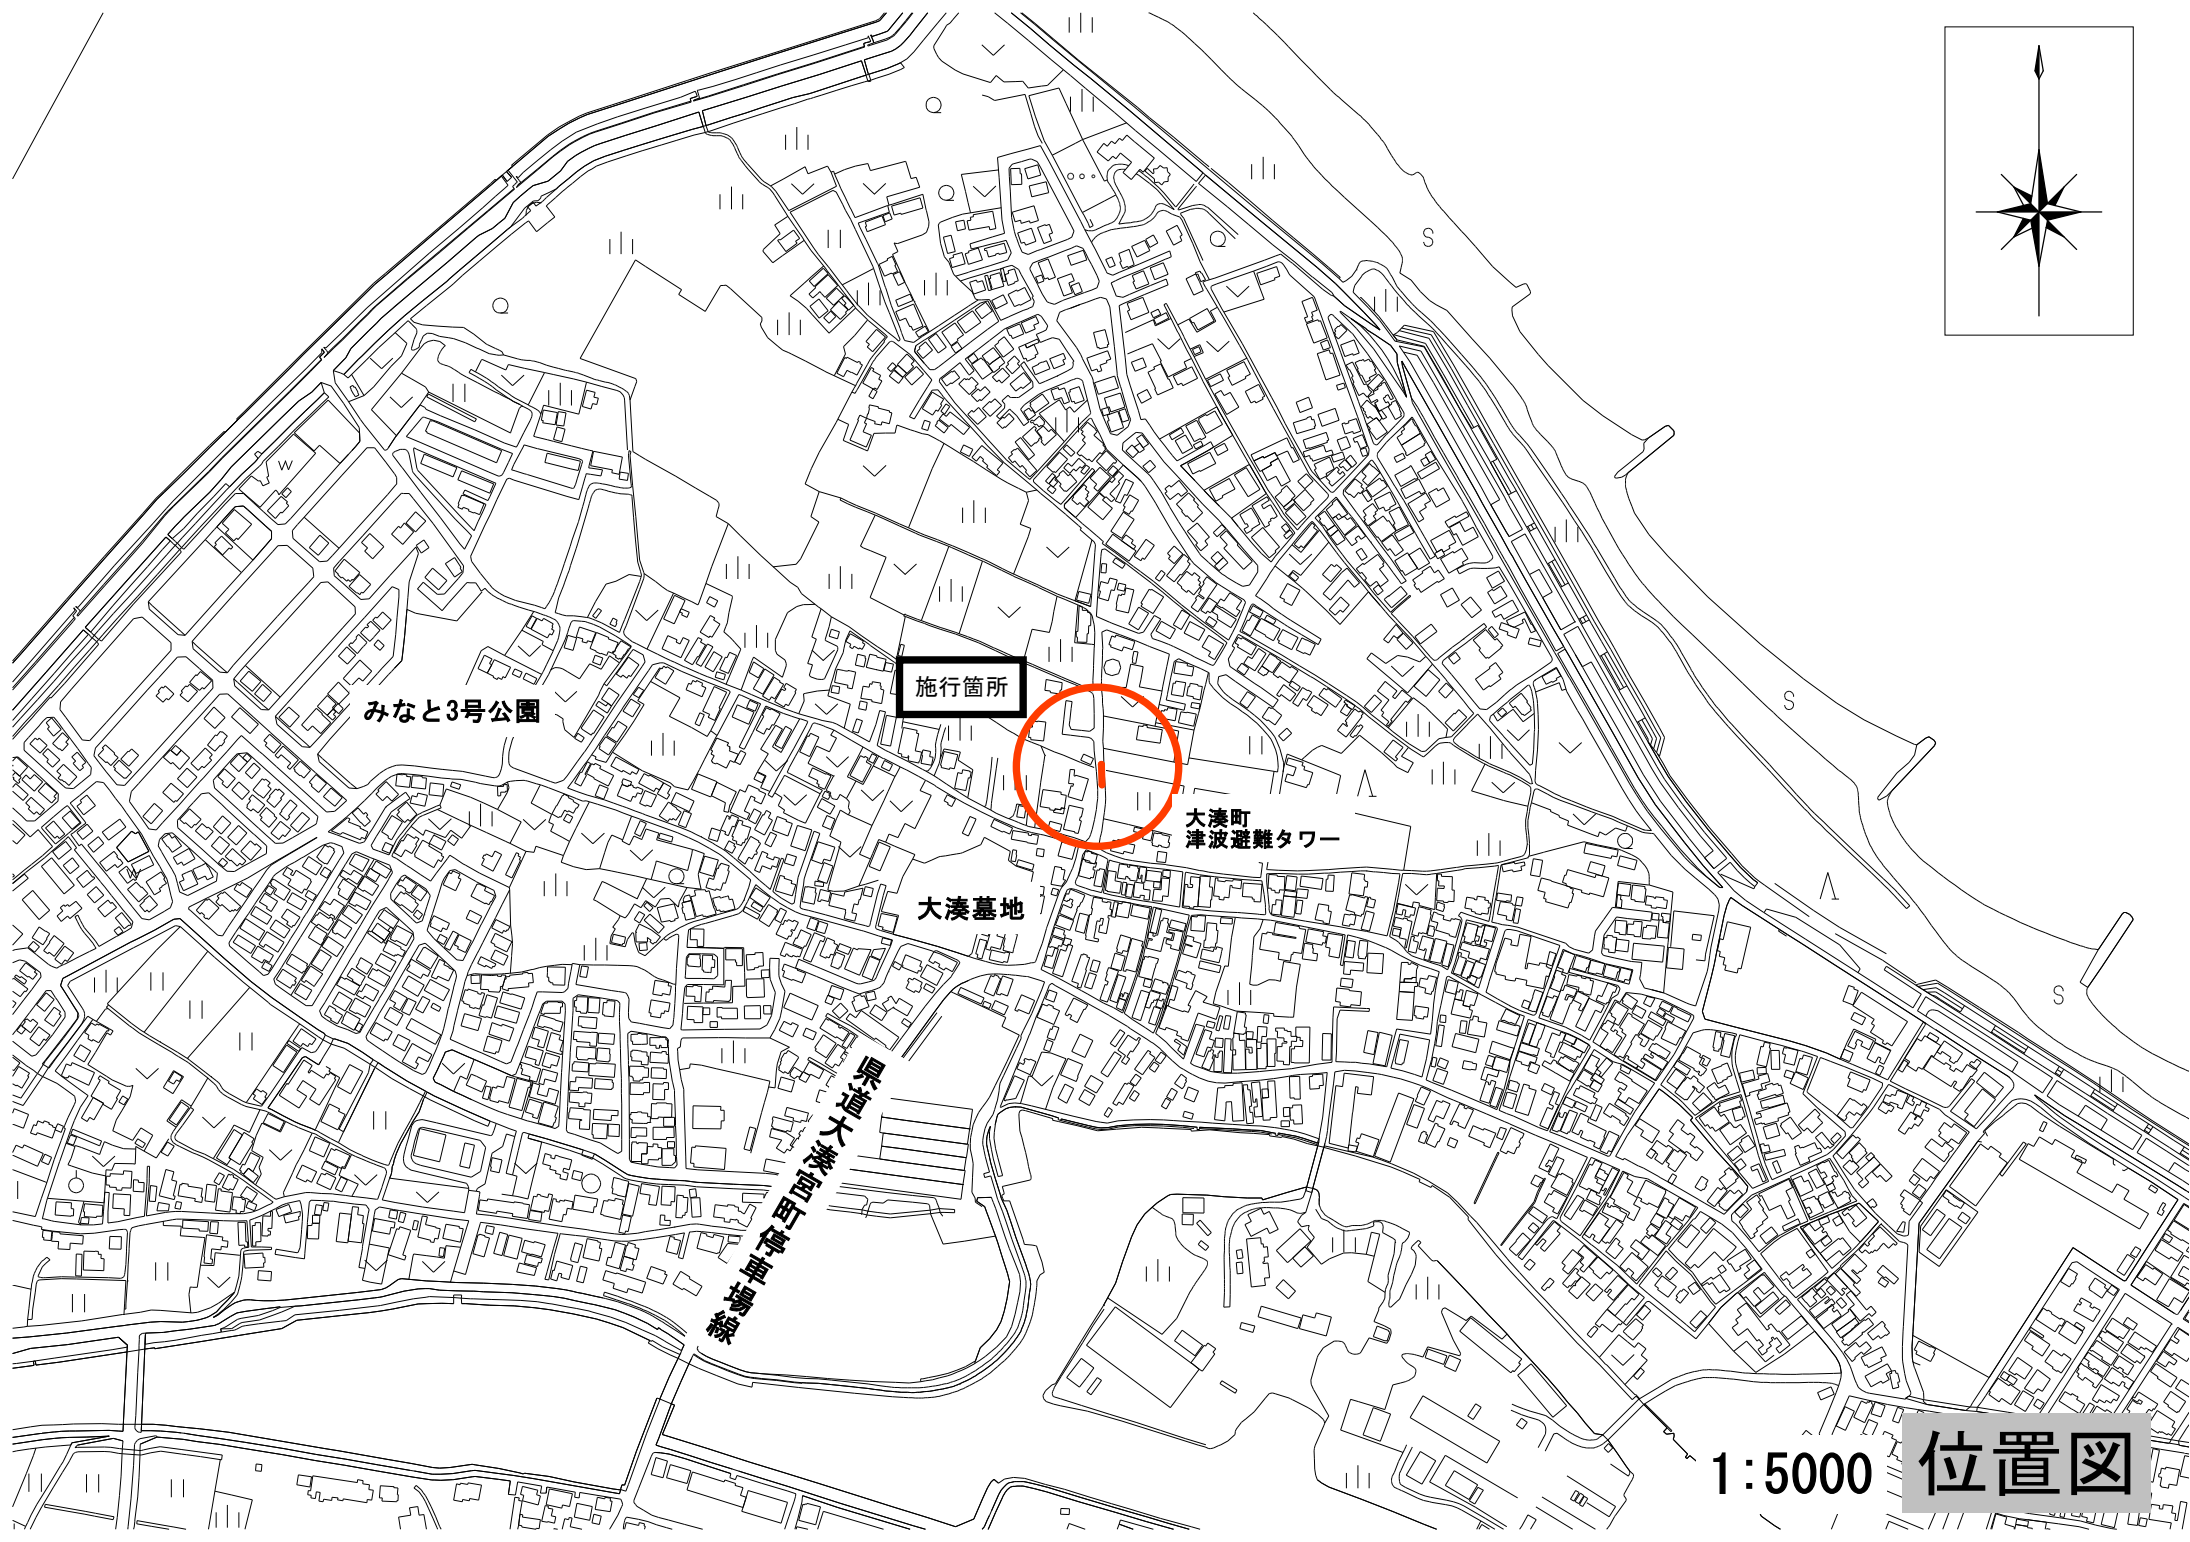 施行箇所
みなと3号公園
大湊町
津波避難タワー
大湊墓地
県道大湊宮町停車場線
S
S
S
W
1:5000
位置図